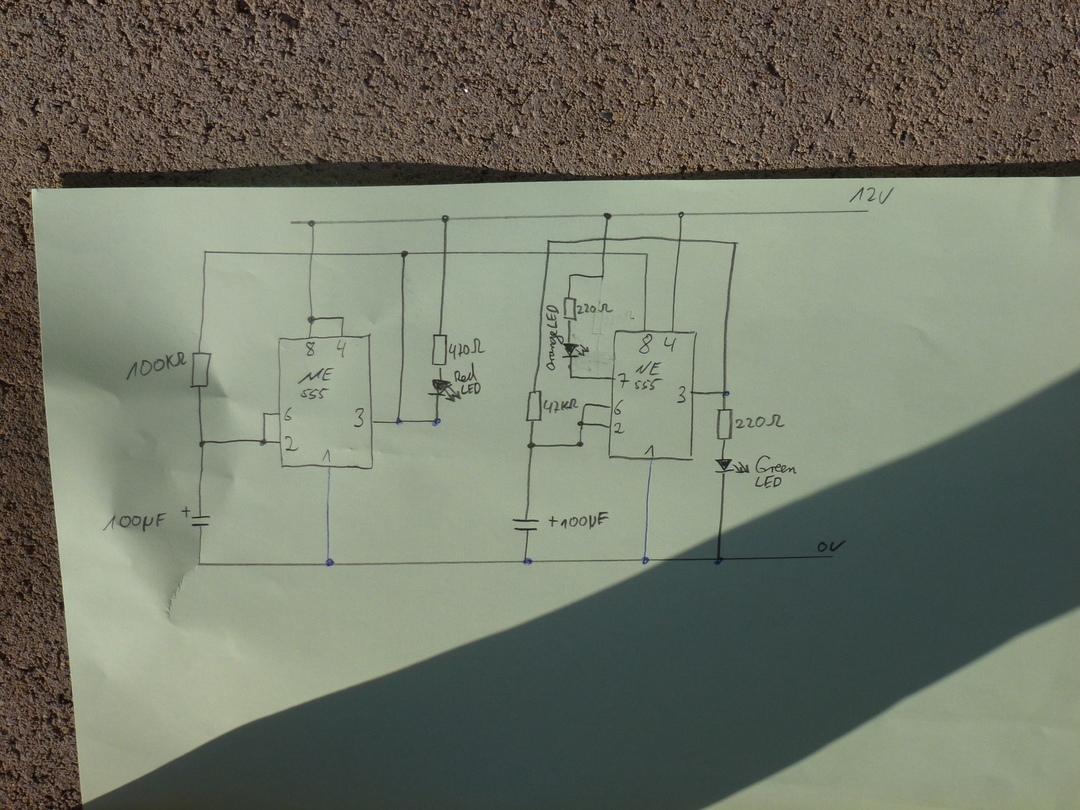 12V
220Ω
Orange LED
8 4
NE
555
100KΩ
6
2
3
1
470Ω
Red
LED
8 4
NE
555
7
6
2
3
1
42KΩ
220Ω
Green
LED
+
100µF
+100µF
0V